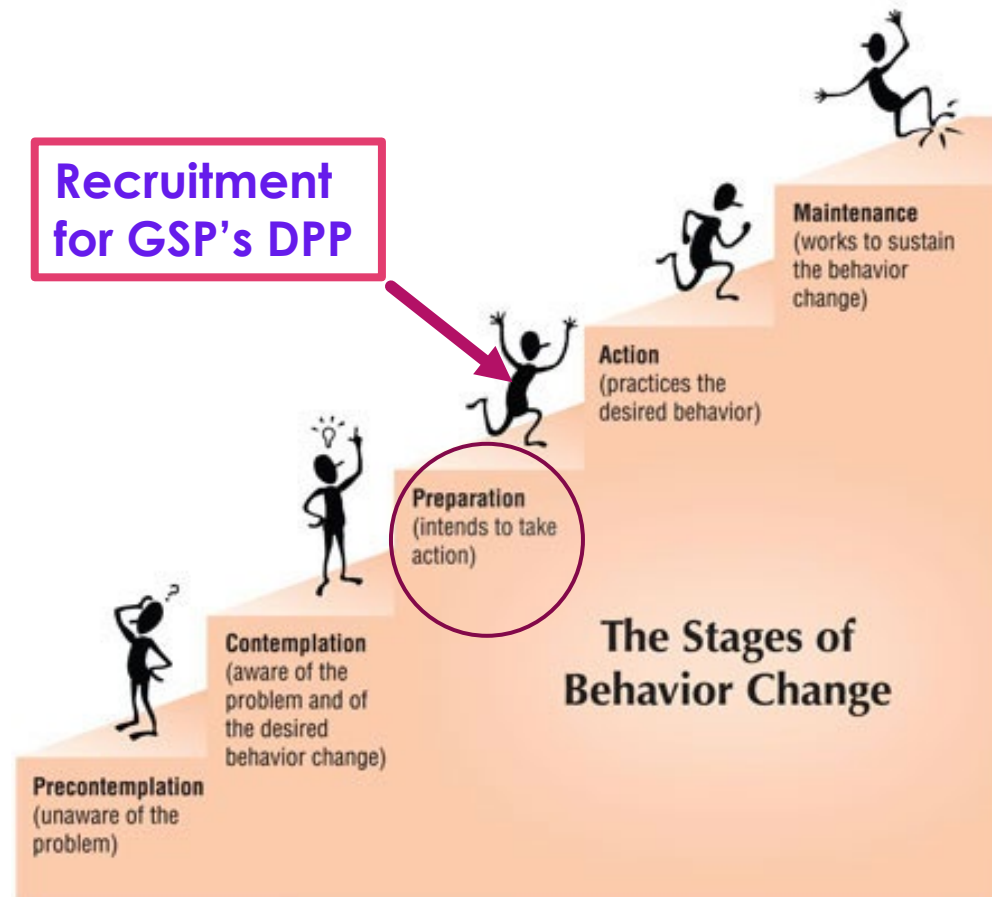 Recruitment
for GSP's DPP
Maintenance
(works to sustain
the behavior
change)
Action
(practices the
desired behavior)
Preparation
(intends to take
action)
?
Contemplation
(aware of the
problem and of
the desired
behavior change)
The Stages of
Behavior Change
Precontemplation
(unaware of the
problem)